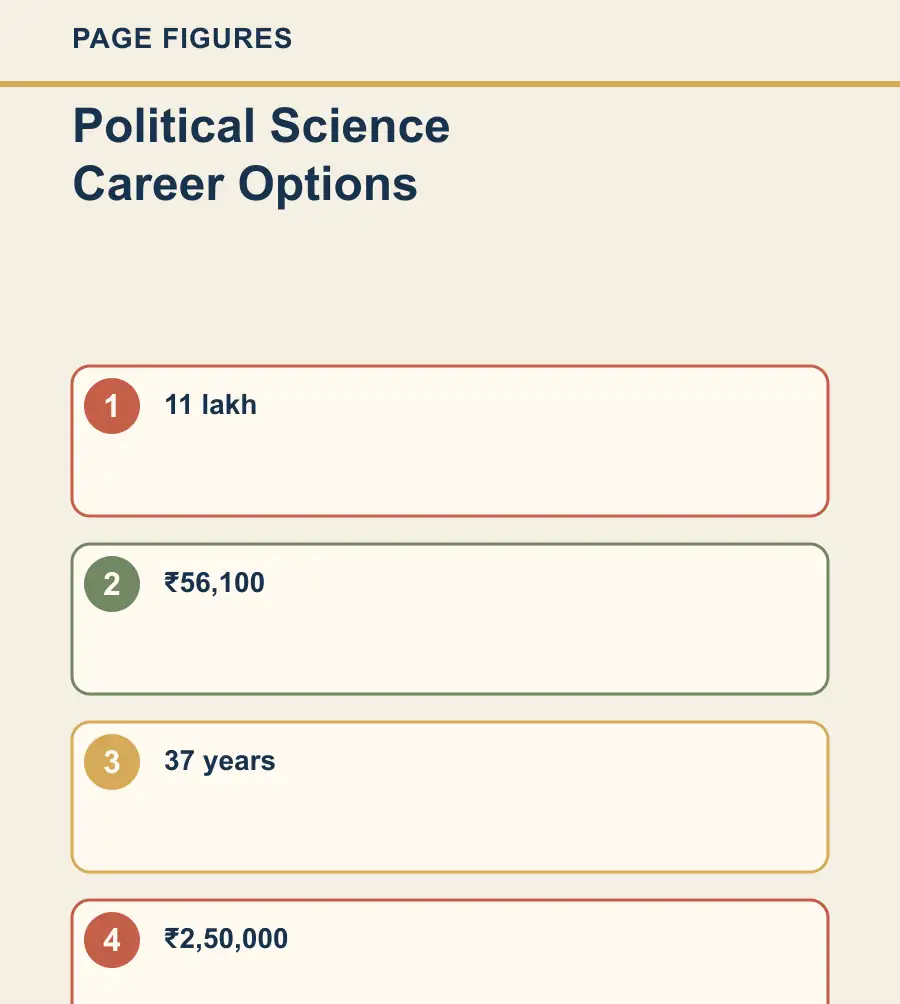 PAGE FIGURES
Political Science
Career Options
1 11 lakh
2 ₹56,100
3 37 years
4 ₹2,50,000